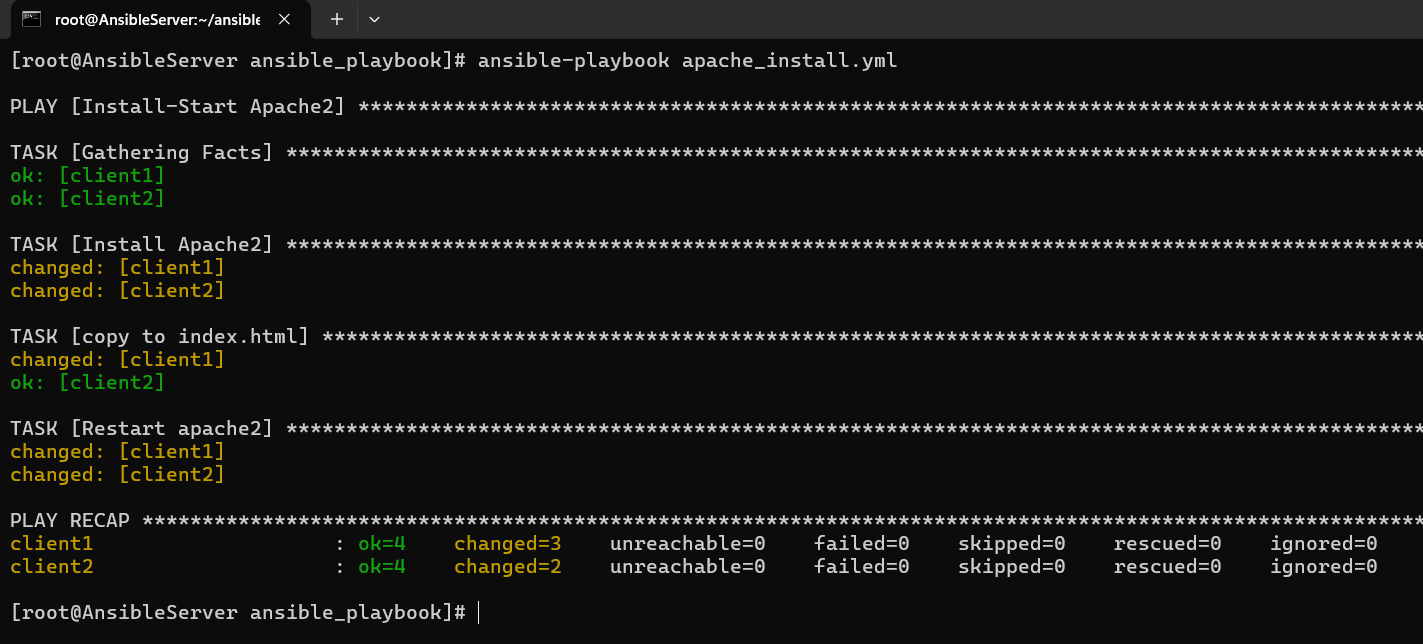 root@AnsibleServer:~/ansible
[root@AnsibleServer ansible_playbook]# ansible-playbook apache_install.yml
PLAY [Install-Start Apache2] *****************************************************************************************
TASK [Gathering Facts] ***********************************************************************************************
ok: [client1]
ok: [client2]
TASK [Install Apache2] ***********************************************************************************************
changed: [client1]
changed: [client2]
TASK [copy to index.html] ********************************************************************************************
changed: [client1]
ok: [client2]
TASK [Restart apache2] ***********************************************************************************************
changed: [client1]
changed: [client2]
PLAY RECAP ***********************************************************************************************************
client1                    : ok=4    changed=3    unreachable=0    failed=0    skipped=0    rescued=0    ignored=0
client2                    : ok=4    changed=2    unreachable=0    failed=0    skipped=0    rescued=0    ignored=0
[root@AnsibleServer ansible_playbook]#